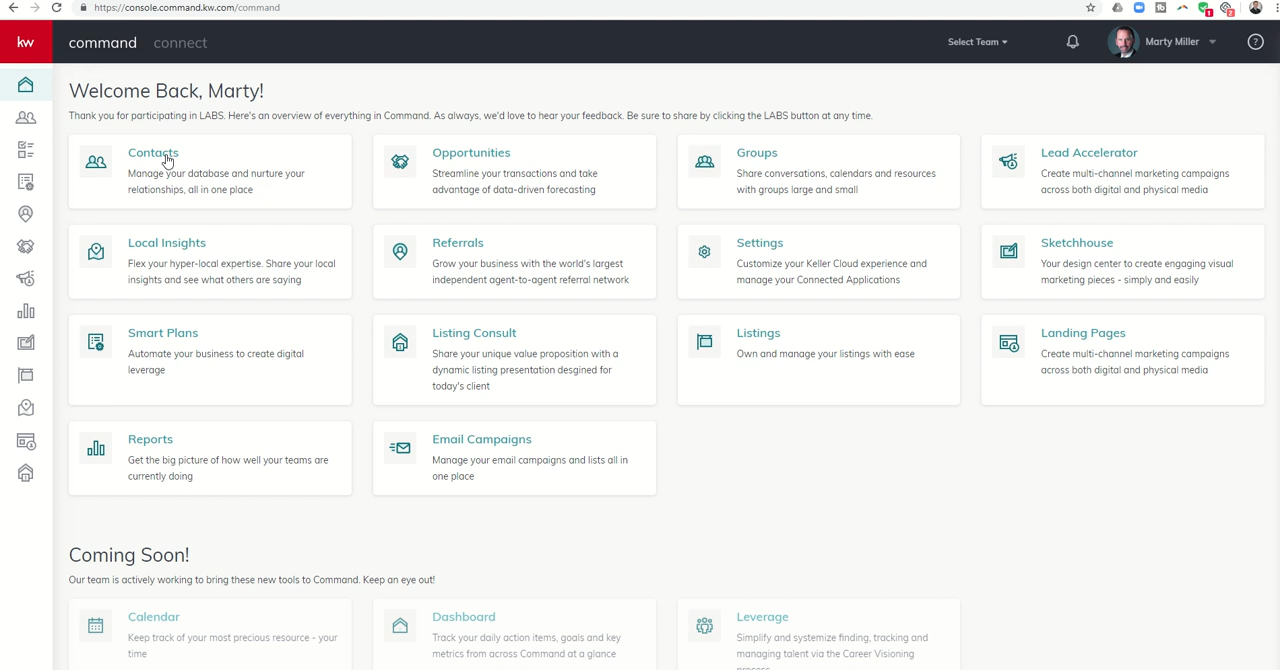 https://console.command.kw.com/command
1
2
kw
command connect
Select Team
Marty Miller
?
Welcome Back, Marty!
Thank you for participating in LABS. Here's an overview of everything in Command. As always, we'd love to hear your feedback. Be sure to share by clicking the LABS button at any time.
Contacts
Manage your database and nurture your
relationships, all in one place
Opportunities
Streamline your transactions and take
advantage of data-driven forecasting
Groups
Share conversations, calendars and resources
with groups large and small
Lead Accelerator
Create multi-channel marketing campaigns
across both digital and physical media
Local Insights
Flex your hyper-local expertise. Share your local
insights and see what others are saying
Referrals
Grow your business with the world's largest
independent agent-to-agent referral network
Settings
Customize your Keller Cloud experience and
manage your Connected Applications
Sketchhouse
Your design center to create engaging visual
marketing pieces - simply and easily
Smart Plans
Automate your business to create digital
leverage
Listing Consult
Share your unique value proposition with a
dynamic listing presentation desgined for
today's client
Listings
Own and manage your listings with ease
Landing Pages
Create multi-channel marketing campaigns
across both digital and physical media
Reports
Get the big picture of how well your teams are
currently doing
Email Campaigns
Manage your email campaigns and lists all in
one place
Coming Soon!
Our team is actively working to bring these new tools to Command. Keep an eye out!
Calendar
Keep track of your most precious resource - your
time
Dashboard
Track your daily action items, goals and key
metrics from across Command at a glance
Leverage
Simplify and systemize finding, tracking and
managing talent via the Career Visioning
process